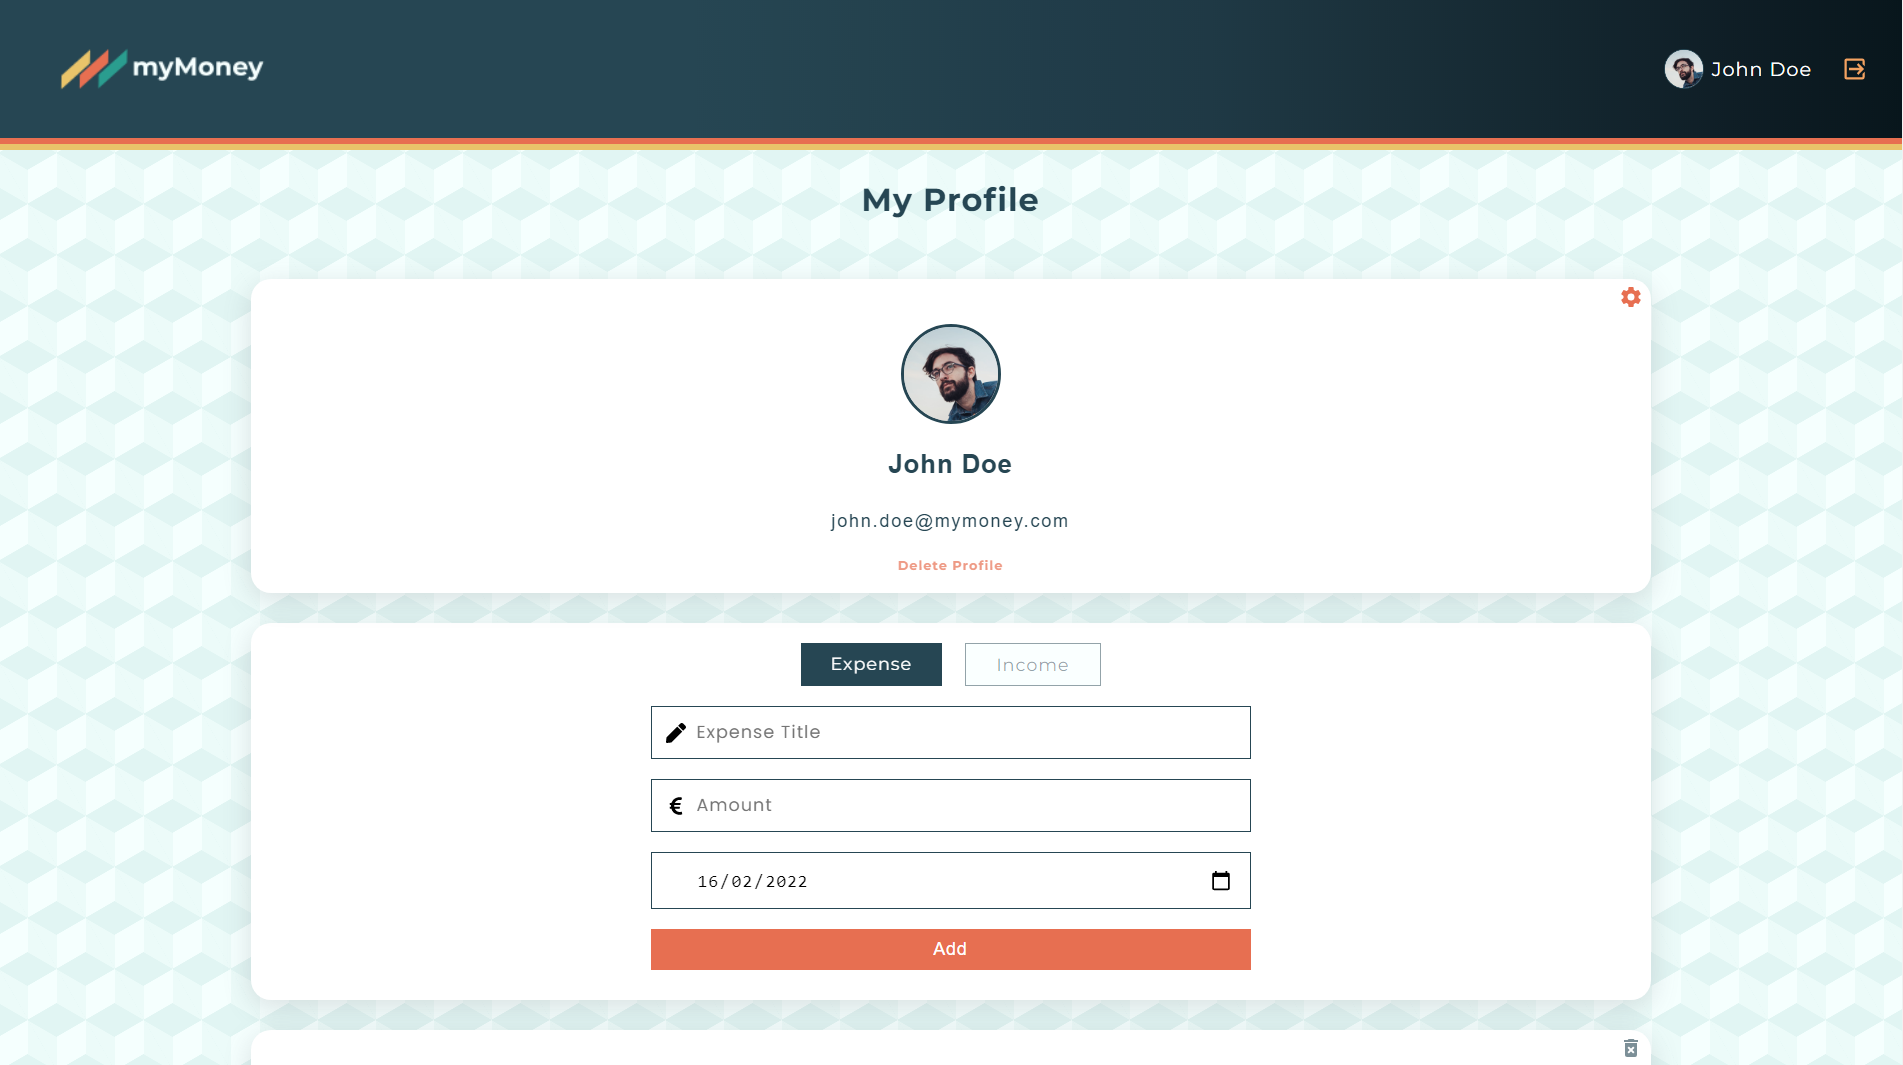 myMoney
John Doe
My Profile
John Doe
john.doe@mymoney.com
Delete Profile
Expense Income
Expense Title
€ Amount
16/02/2022
Add